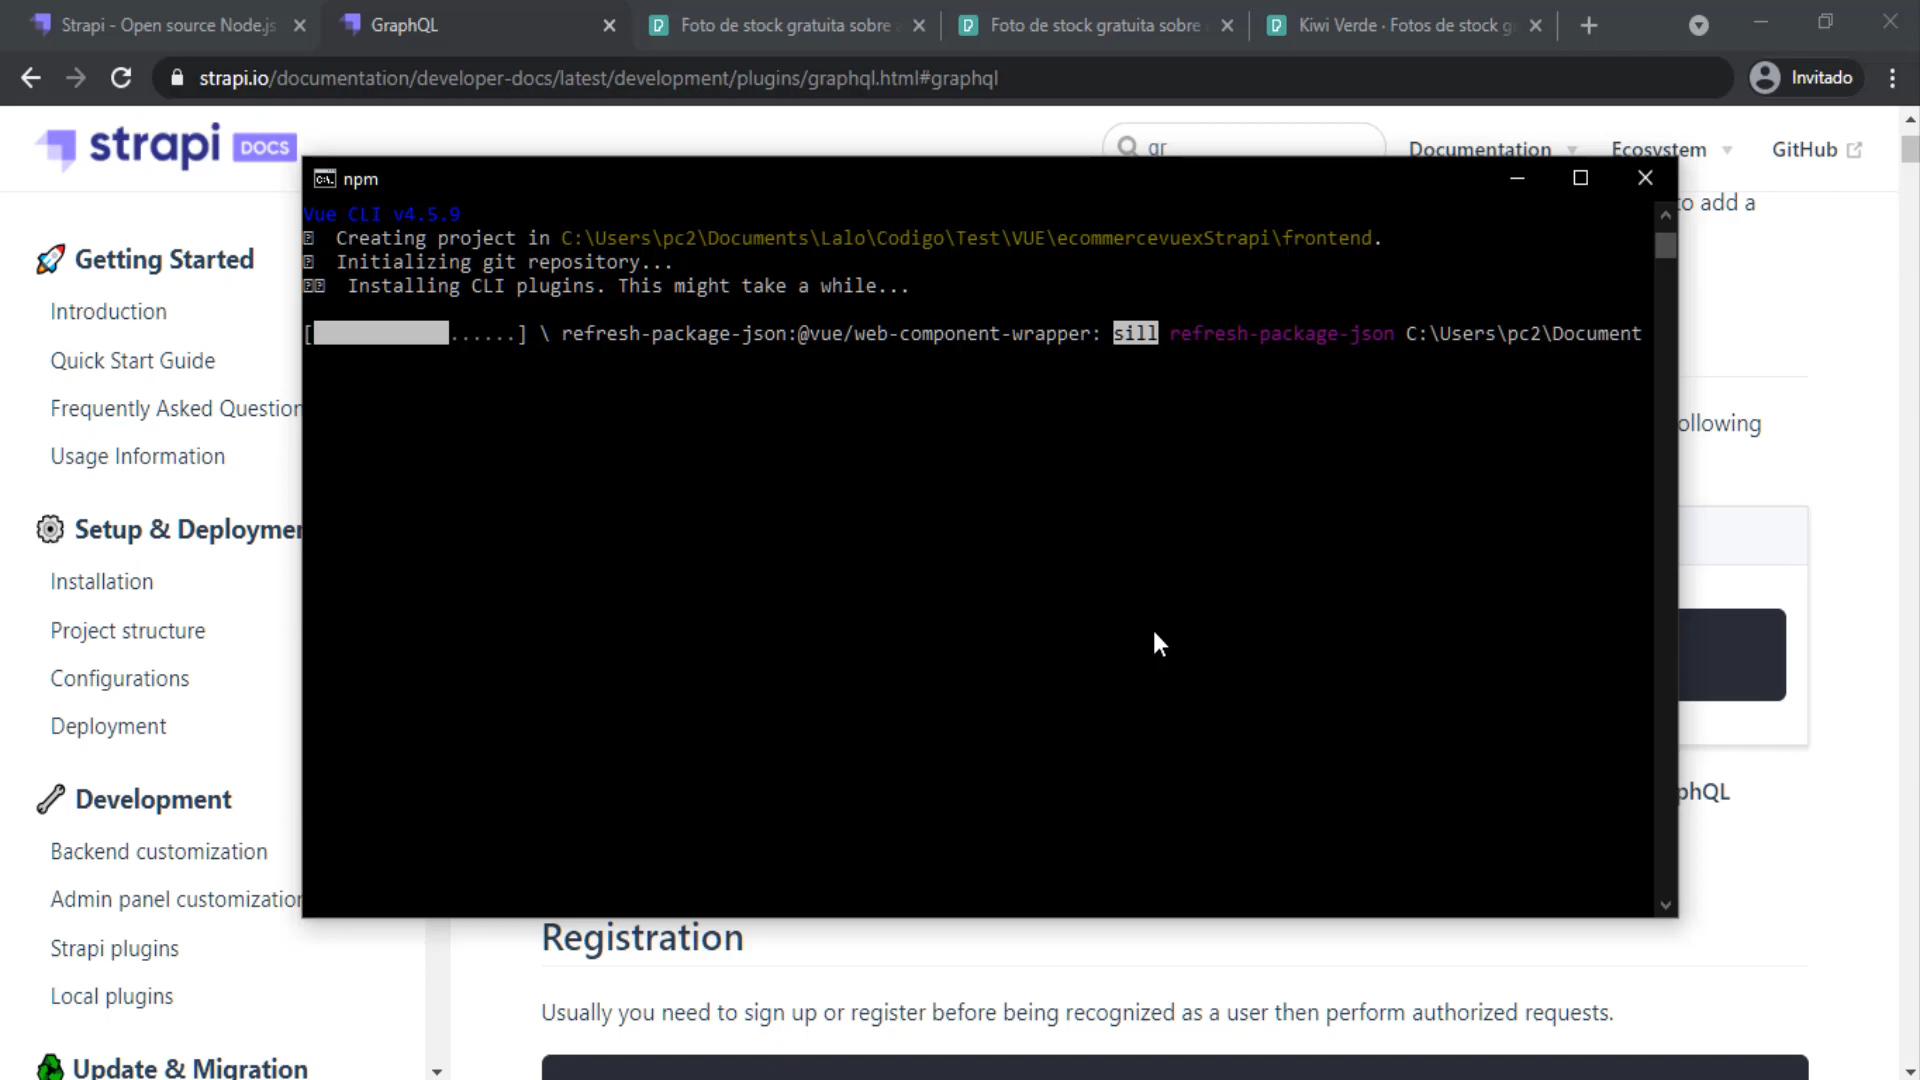 Strapi - Open source Node.js
GraphQL
Foto de stock gratuita sobre
Foto de stock gratuita sobre
Kiwi Verde · Fotos de stock g
strapi.io/documentation/developer-docs/latest/development/plugins/graphql.html#graphql
Invitado
strapi DOCS
gr
Documentation
Ecosystem
GitHub
npm
Vue CLI v4.5.9
Creating project in C:\Users\pc2\Documents\Lalo\Codigo\Test\VUE\ecommercevuexStrapi\frontend.
Initializing git repository...
Installing CLI plugins. This might take a while...
[ ......] \ refresh-package-json:@vue/web-component-wrapper: sill refresh-package-json C:\Users\pc2\Document
to add a
ollowing
phQL
Getting Started
Introduction
Quick Start Guide
Frequently Asked Question
Usage Information
Setup & Deploymen
Installation
Project structure
Configurations
Deployment
Development
Backend customization
Admin panel customization
Strapi plugins
Local plugins
Update & Migration
Registration
Usually you need to sign up or register before being recognized as a user then perform authorized requests.